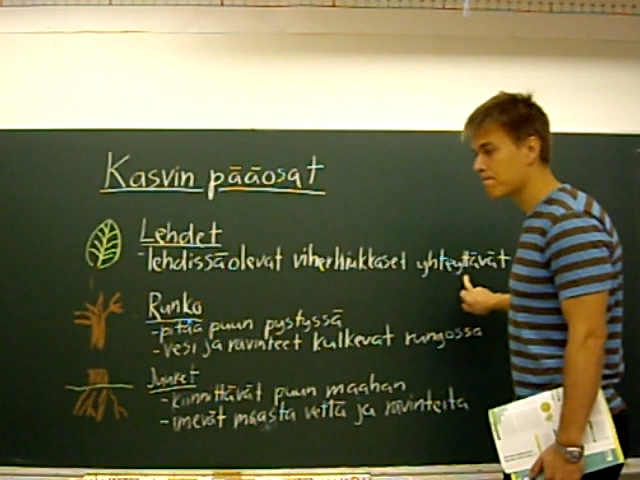 Kasvin pääosat
Lehdet
-lehdissä olevat viherhiukkaset yhteyttävät
Runko
-pitää puun pystyssä
-vesi ja ravinteet kulkevat rungossa
Juuret
-kiinnittävät puun maahan
-imevät maasta vettä ja ravinteita